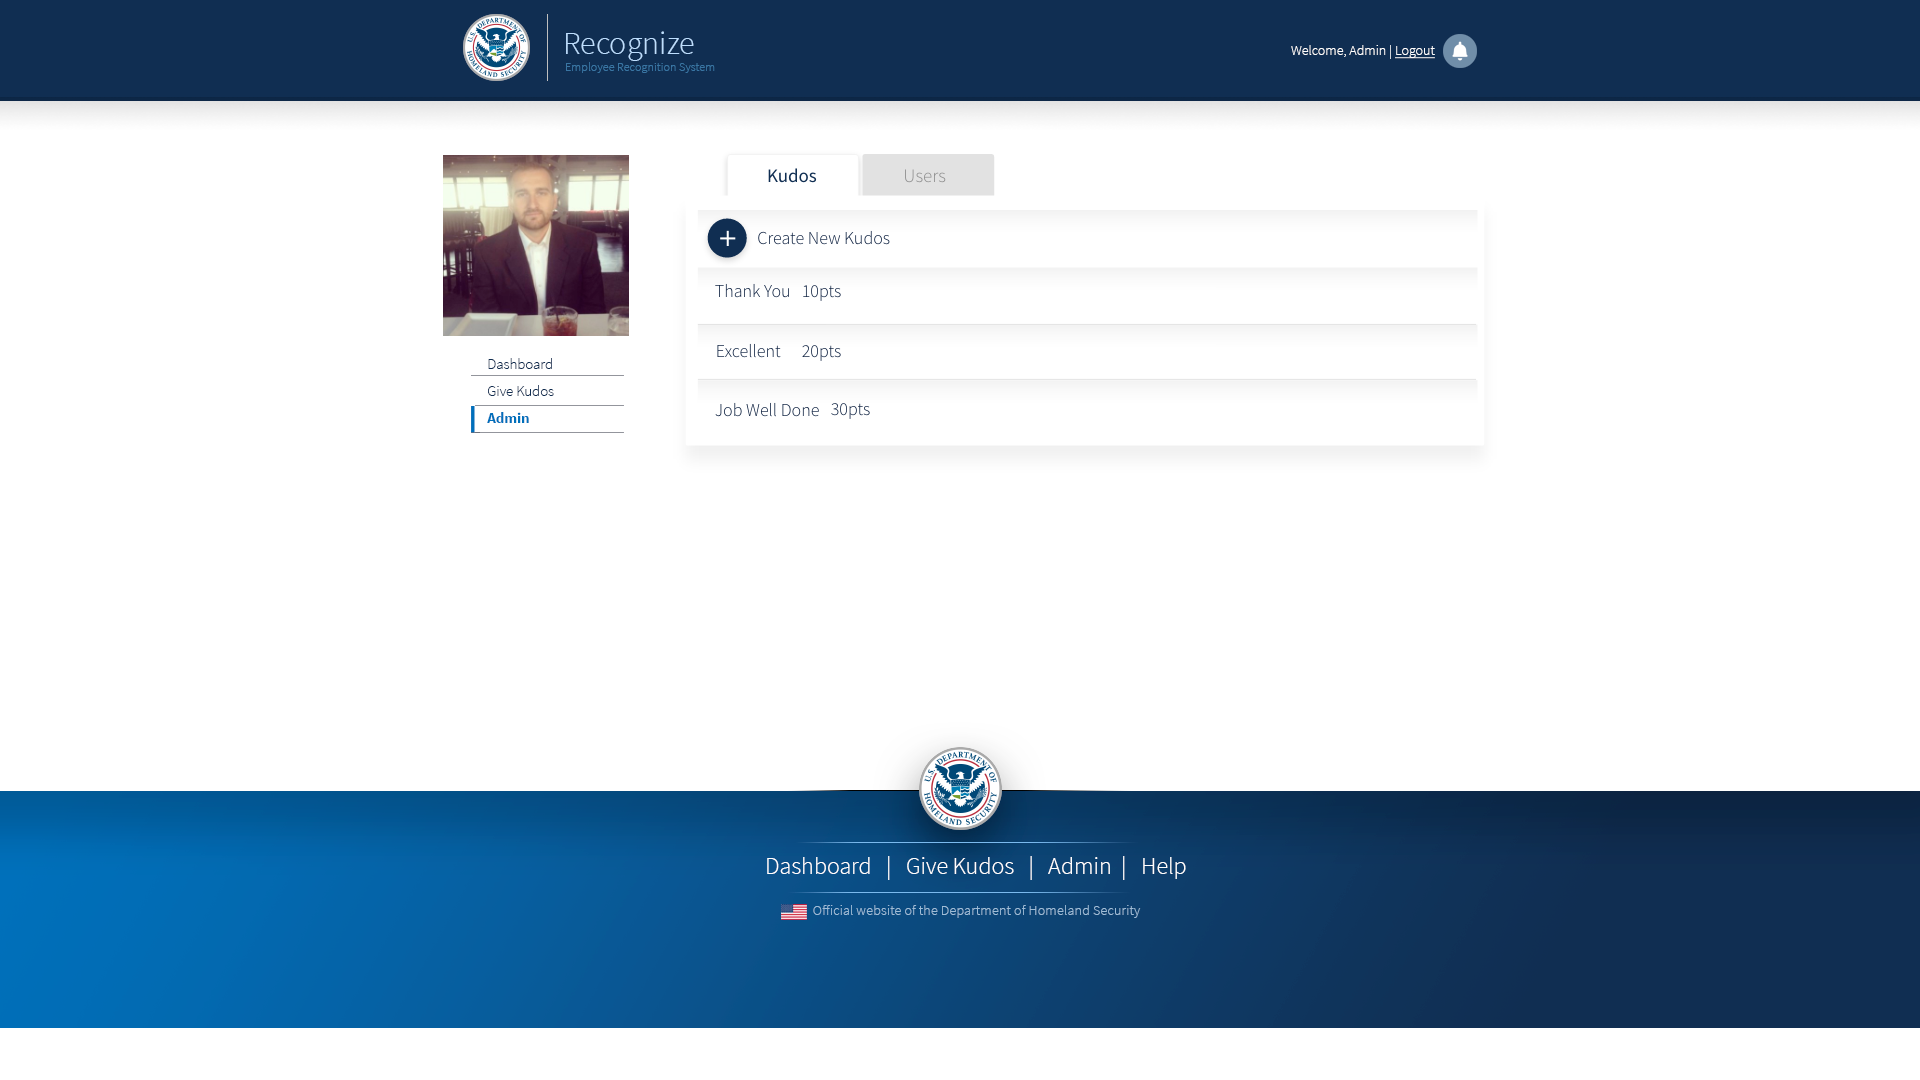 U.S. DEPARTMENT OF HOMELAND SECURITY
Recognize
Employee Recognition System
Welcome, Admin | Logout
Kudos
Users
Create New Kudos
Thank You 10pts
Excellent 20pts
Job Well Done 30pts
Dashboard
Give Kudos
Admin
U.S. DEPARTMENT OF HOMELAND SECURITY
Dashboard | Give Kudos | Admin | Help
Official website of the Department of Homeland Security